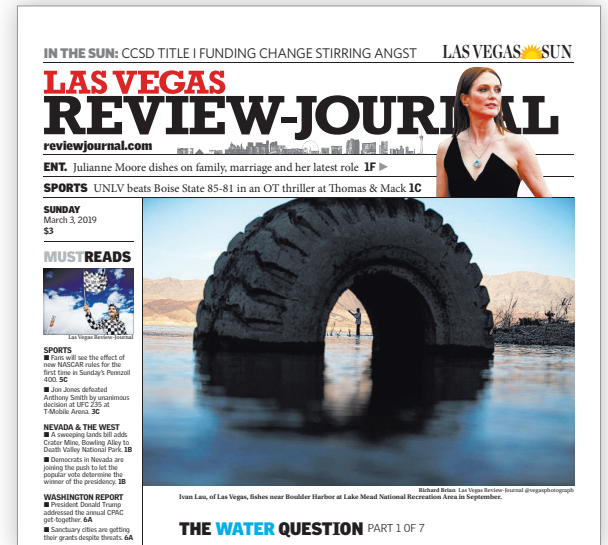 IN THE SUN: CCSD TITLE I FUNDING CHANGE STIRRING ANGST
LAS VEGAS SUN
LAS VEGAS
REVIEW-JOURNAL
reviewjournal.com
ENT. Julianne Moore dishes on family, marriage and her latest role 1F ▶
SPORTS UNLV beats Boise State 85-81 in an OT thriller at Thomas & Mack 1C
SUNDAY
March 3, 2019
$3
MUSTREADS
Las Vegas Review-Journal
SPORTS
■ Fans will see the effect of
new NASCAR rules for the
first time in Sunday's Pennzoil
400. 5C
■ Jon Jones defeated
Anthony Smith by unanimous
decision at UFC 235 at
T-Mobile Arena. 3C
NEVADA & THE WEST
■ A sweeping lands bill adds
Crater Mine, Bowling Alley to
Death Valley National Park. 1B
■ Democrats in Nevada are
joining the push to let the
popular vote determine the
winner of the presidency. 1B
WASHINGTON REPORT
■ President Donald Trump
addressed the annual CPAC
get-together. 6A
■ Sanctuary cities are getting
their grants despite threats. 6A
Richard Brian Las Vegas Review-Journal @vegasphotograph
Ivan Lau, of Las Vegas, fishes near Boulder Harbor at Lake Mead National Recreation Area in September.
THE WATER QUESTION PART 1 OF 7